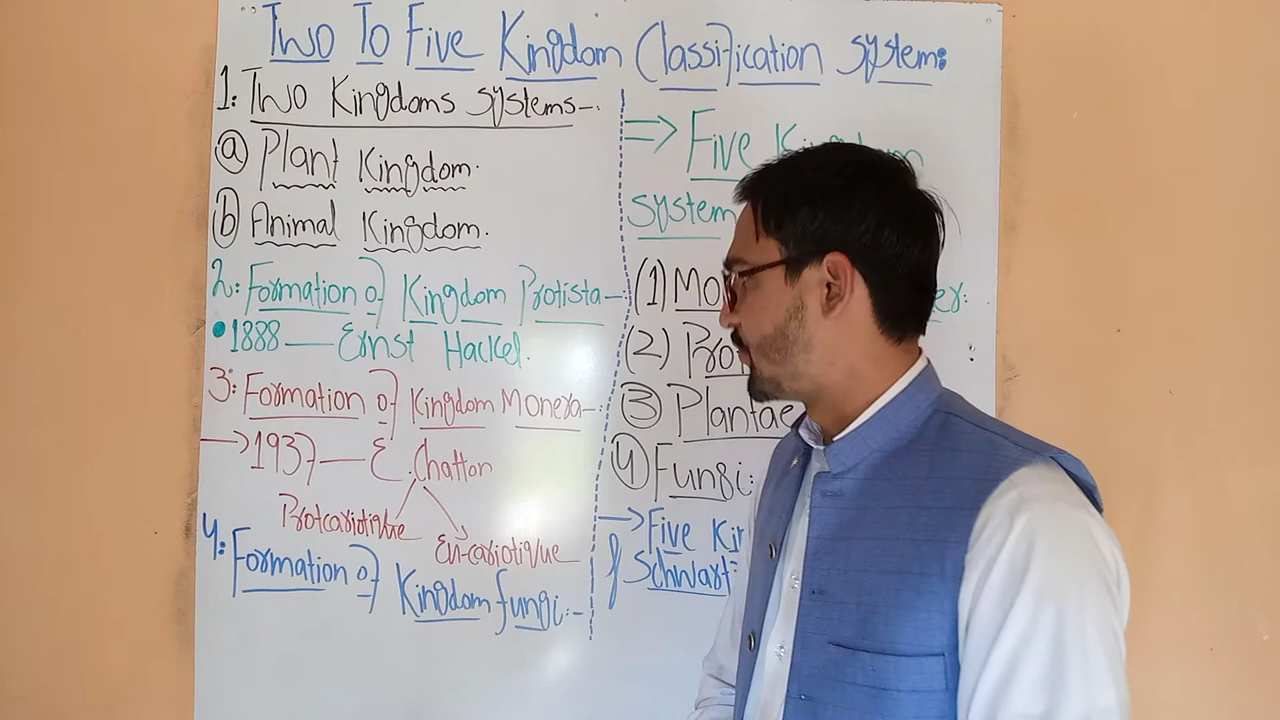 Two To Five Kingdom Classification system:
1: Two Kingdoms systems-.
(a) Plant Kingdom.
(b) Animal Kingdom.
2: Formation of Kingdom Protista-:
•1888 — Ernst Hackel.
3: Formation of Kingdom Monera-:
→1937 — E. Chatton
Protcariotique
Eu-cariotique
4: Formation of Kingdom fungi:-
⇒ Five
system
(1) Mo
(2) Pro
(3) Plantae
(4) Fungi:
→ Five Kin
& Schwart